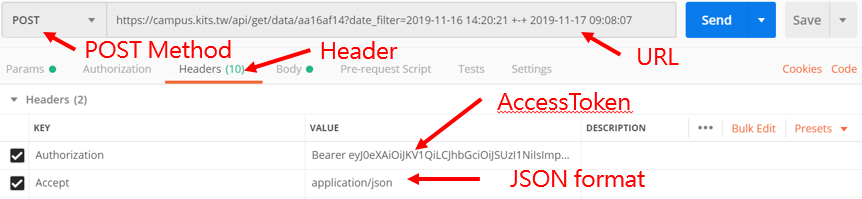 POST https://campus.kits.tw/api/get/data/aa16af14?date_filter=2019-11-16 14:20:21 +-+ 2019-11-17 09:08:07 Send Save
POST Method Header URL
Params Authorization Headers (10) Body Pre-request Script Tests Settings Cookies Code
Headers (2)
AccessToken
KEY VALUE DESCRIPTION ••• Bulk Edit Presets
Authorization Bearer eyJ0eXAiOiJKV1QiLCJhbGciOiJSUzI1NiIsImp...
Accept application/json JSON format